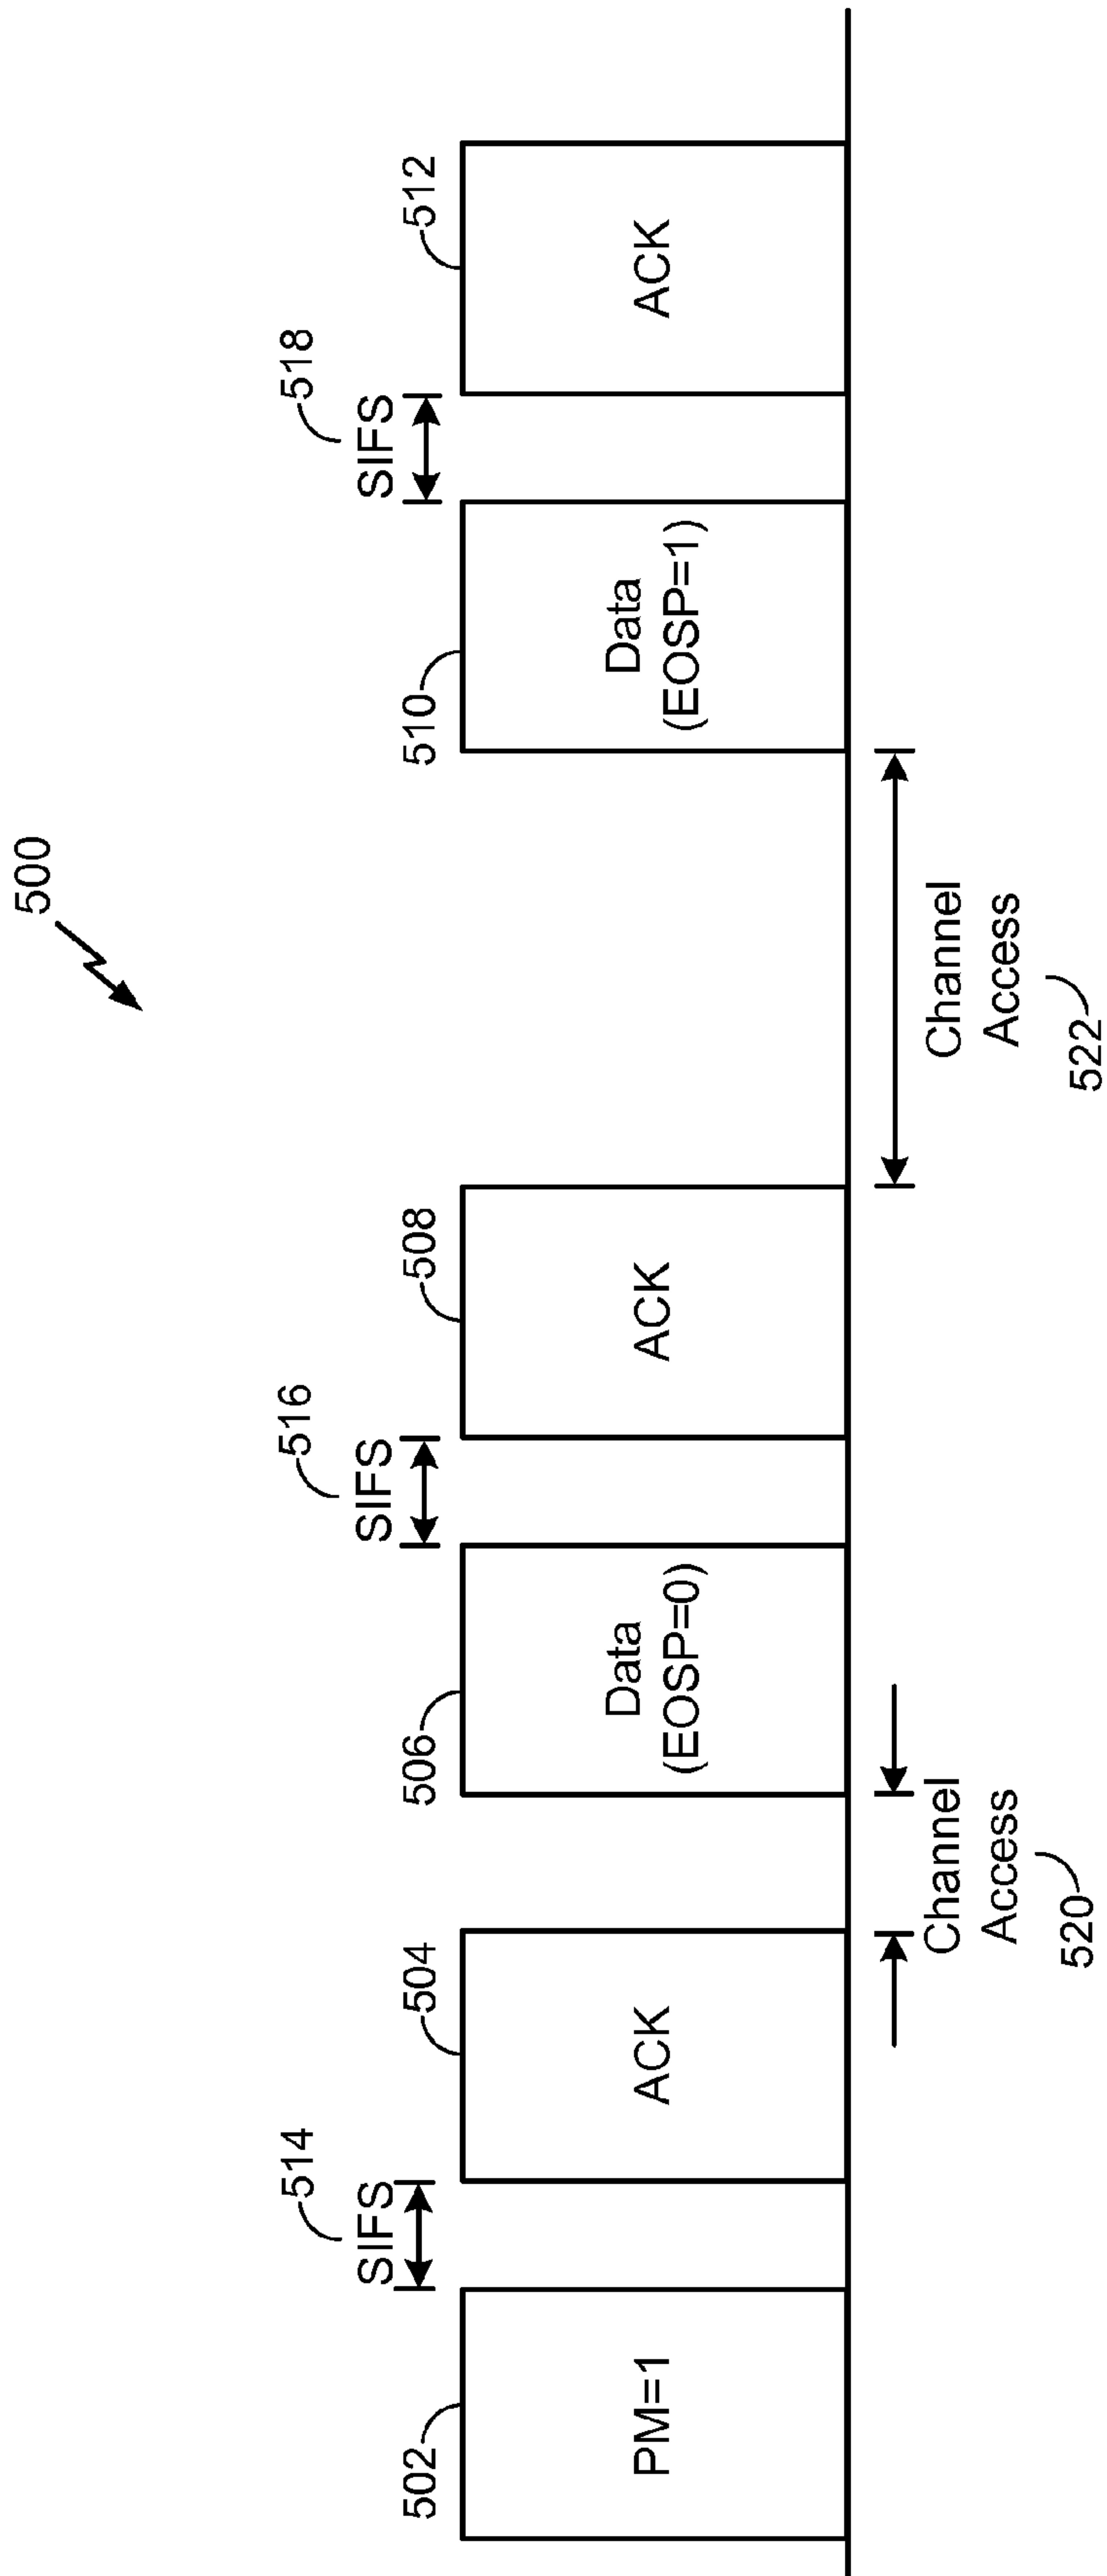 500
514
SIFS
516
SIFS
518
SIFS
502
504
506
508
510
512
PM=1
ACK
Data
(EOSP=0)
ACK
Data
(EOSP=1)
ACK
Channel
Access
520
Channel
Access
522